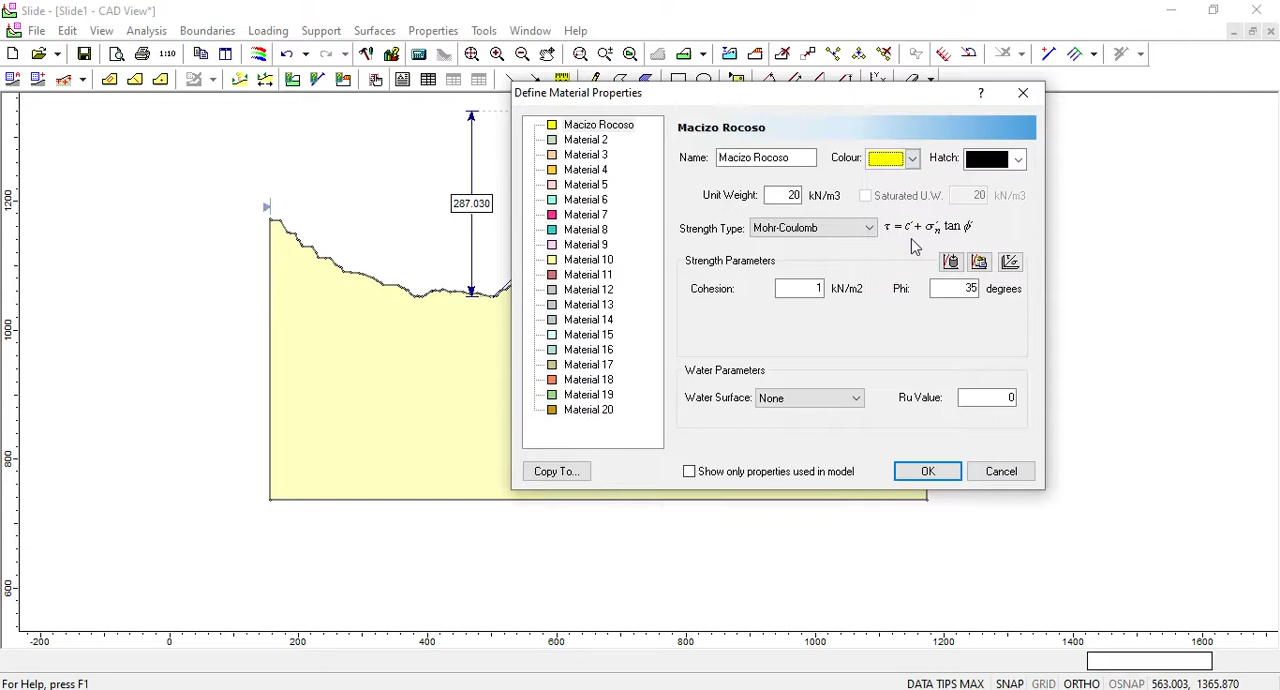 Slide - [Slide1 - CAD View*]
File Edit View Analysis Boundaries Loading Support Surfaces Properties Tools Window Help
1:10
Define Material Properties
?
Macizo Rocoso
Material 2
Material 3
Material 4
Material 5
Material 6
Material 7
Material 8
Material 9
Material 10
Material 11
Material 12
Material 13
Material 14
Material 15
Material 16
Material 17
Material 18
Material 19
Material 20
Macizo Rocoso
Name: Macizo Rocoso Colour: Hatch:
Unit Weight: 20 kN/m3 Saturated U.W. 20 kN/m3
Strength Type: Mohr-Coulomb τ = c′ + σ′n tan φ′
Strength Parameters
Cohesion: 1 kN/m2 Phi: 35 degrees
Water Parameters
Water Surface: None Ru Value: 0
Copy To... Show only properties used in model OK Cancel
287.030
1200
1000
800
600
-200 0 200 400 600 800 1000 1200 1400 1600
For Help, press F1 DATA TIPS MAX SNAP GRID ORTHO OSNAP 563.003, 1365.870